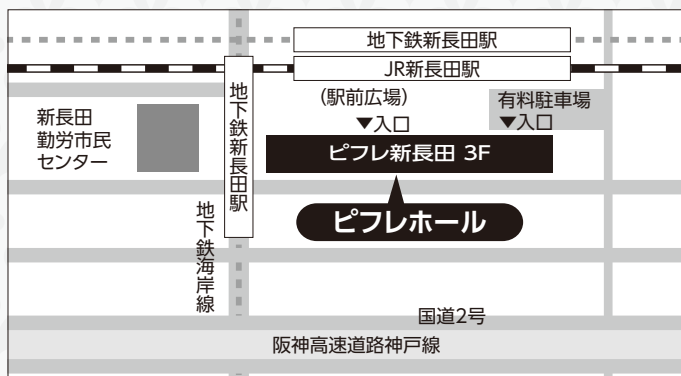 地下鉄新長田駅
JR新長田駅
新長田
勤労市民
センター
地下鉄新長田駅
(駅前広場)
▼入口
有料駐車場
▼入口
ピフレ新長田 3F
ピフレホール
地下鉄海岸線
国道2号
阪神高速道路神戸線